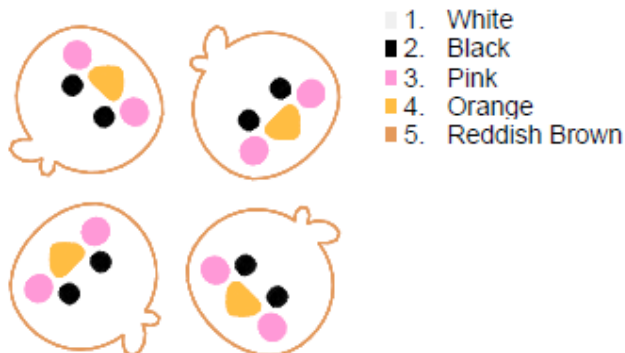 1. White
2. Black
3. Pink
4. Orange
5. Reddish Brown